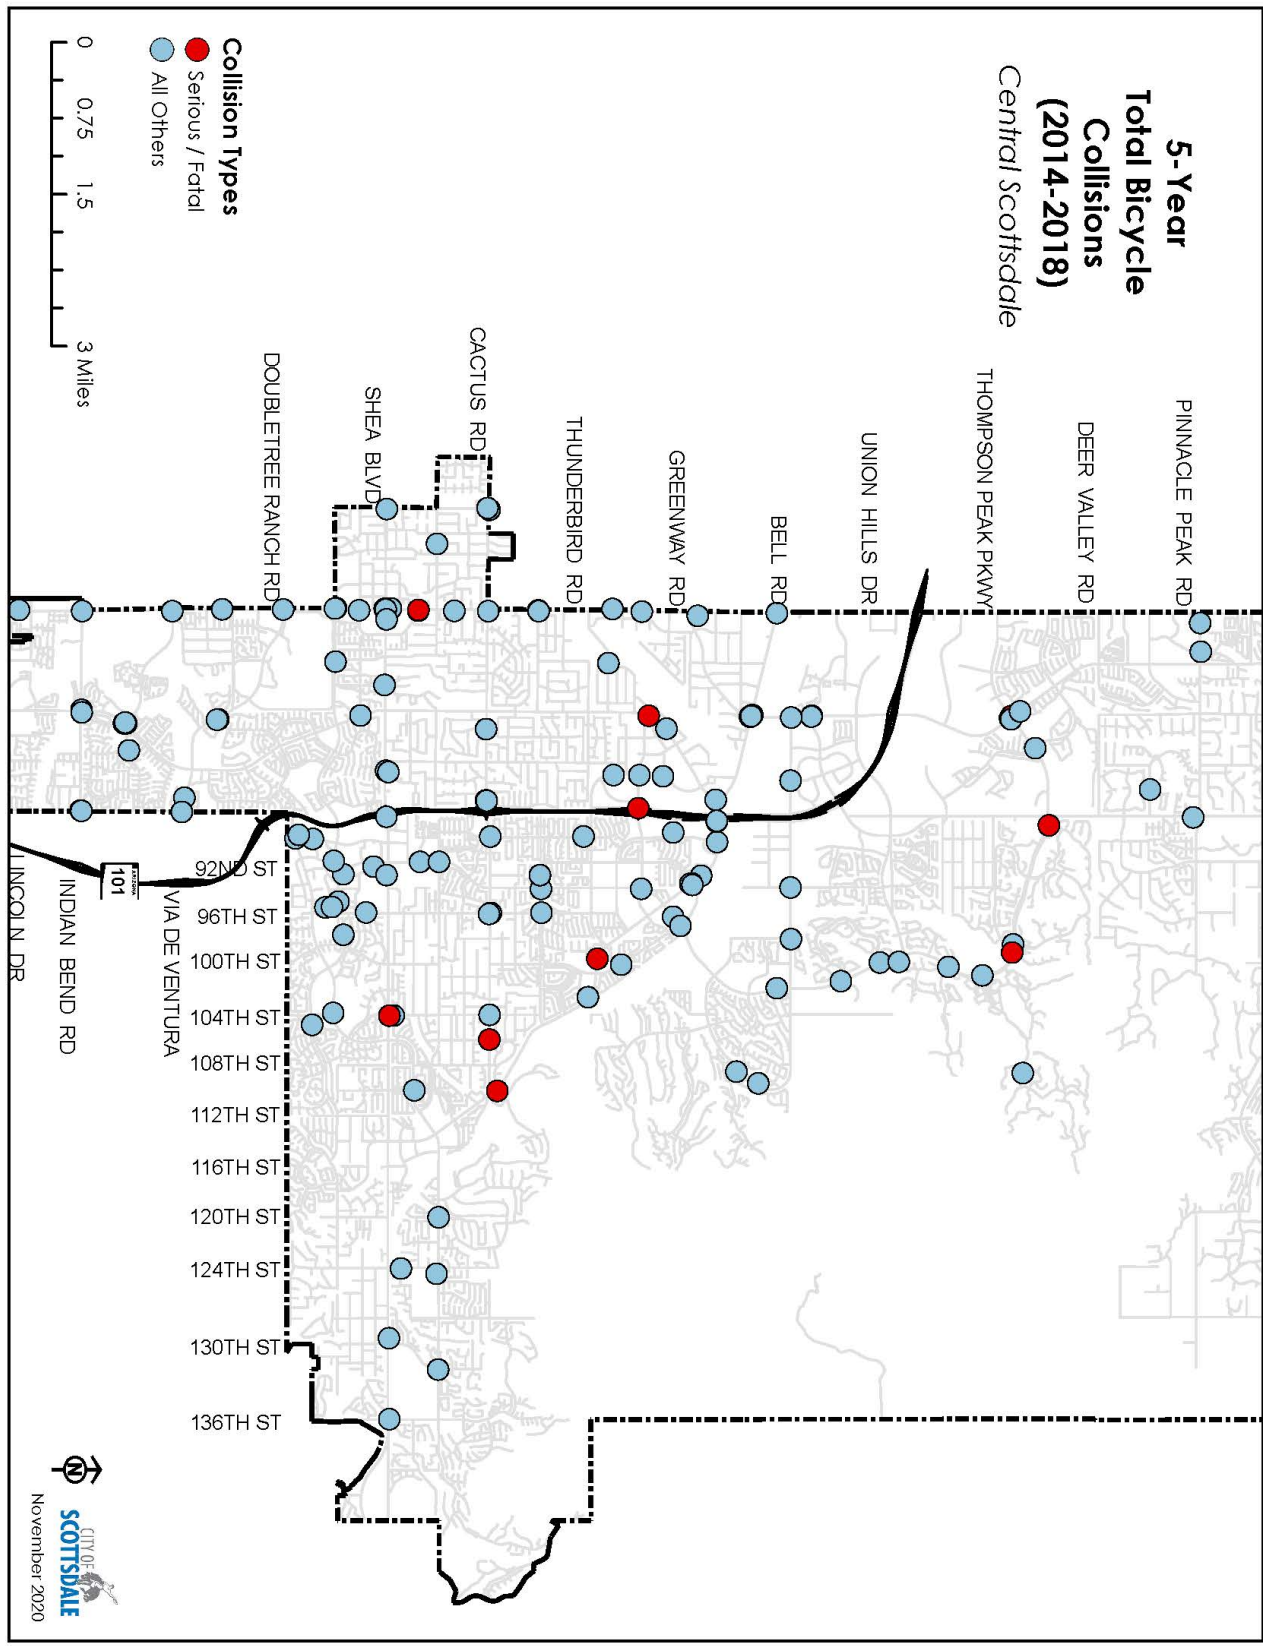 5-Year
Total Bicycle
Collisions
(2014-2018)
Central Scottsdale
PINNACLE PEAK RD
DEER VALLEY RD
THOMPSON PEAK PKWY
UNION HILLS DR
BELL RD
GREENWAY RD
THUNDERBIRD RD
CACTUS RD
SHEA BLVD
DOUBLETREE RANCH RD
VIA DE VENTURA
INDIAN BEND RD
LINCOLN DR
ARIZONA
101
92ND ST
96TH ST
100TH ST
104TH ST
108TH ST
112TH ST
116TH ST
120TH ST
124TH ST
130TH ST
136TH ST
Collision Types
Serious / Fatal
All Others
0 0.75 1.5 3 Miles
N
CITY OF
SCOTTSDALE
November 2020